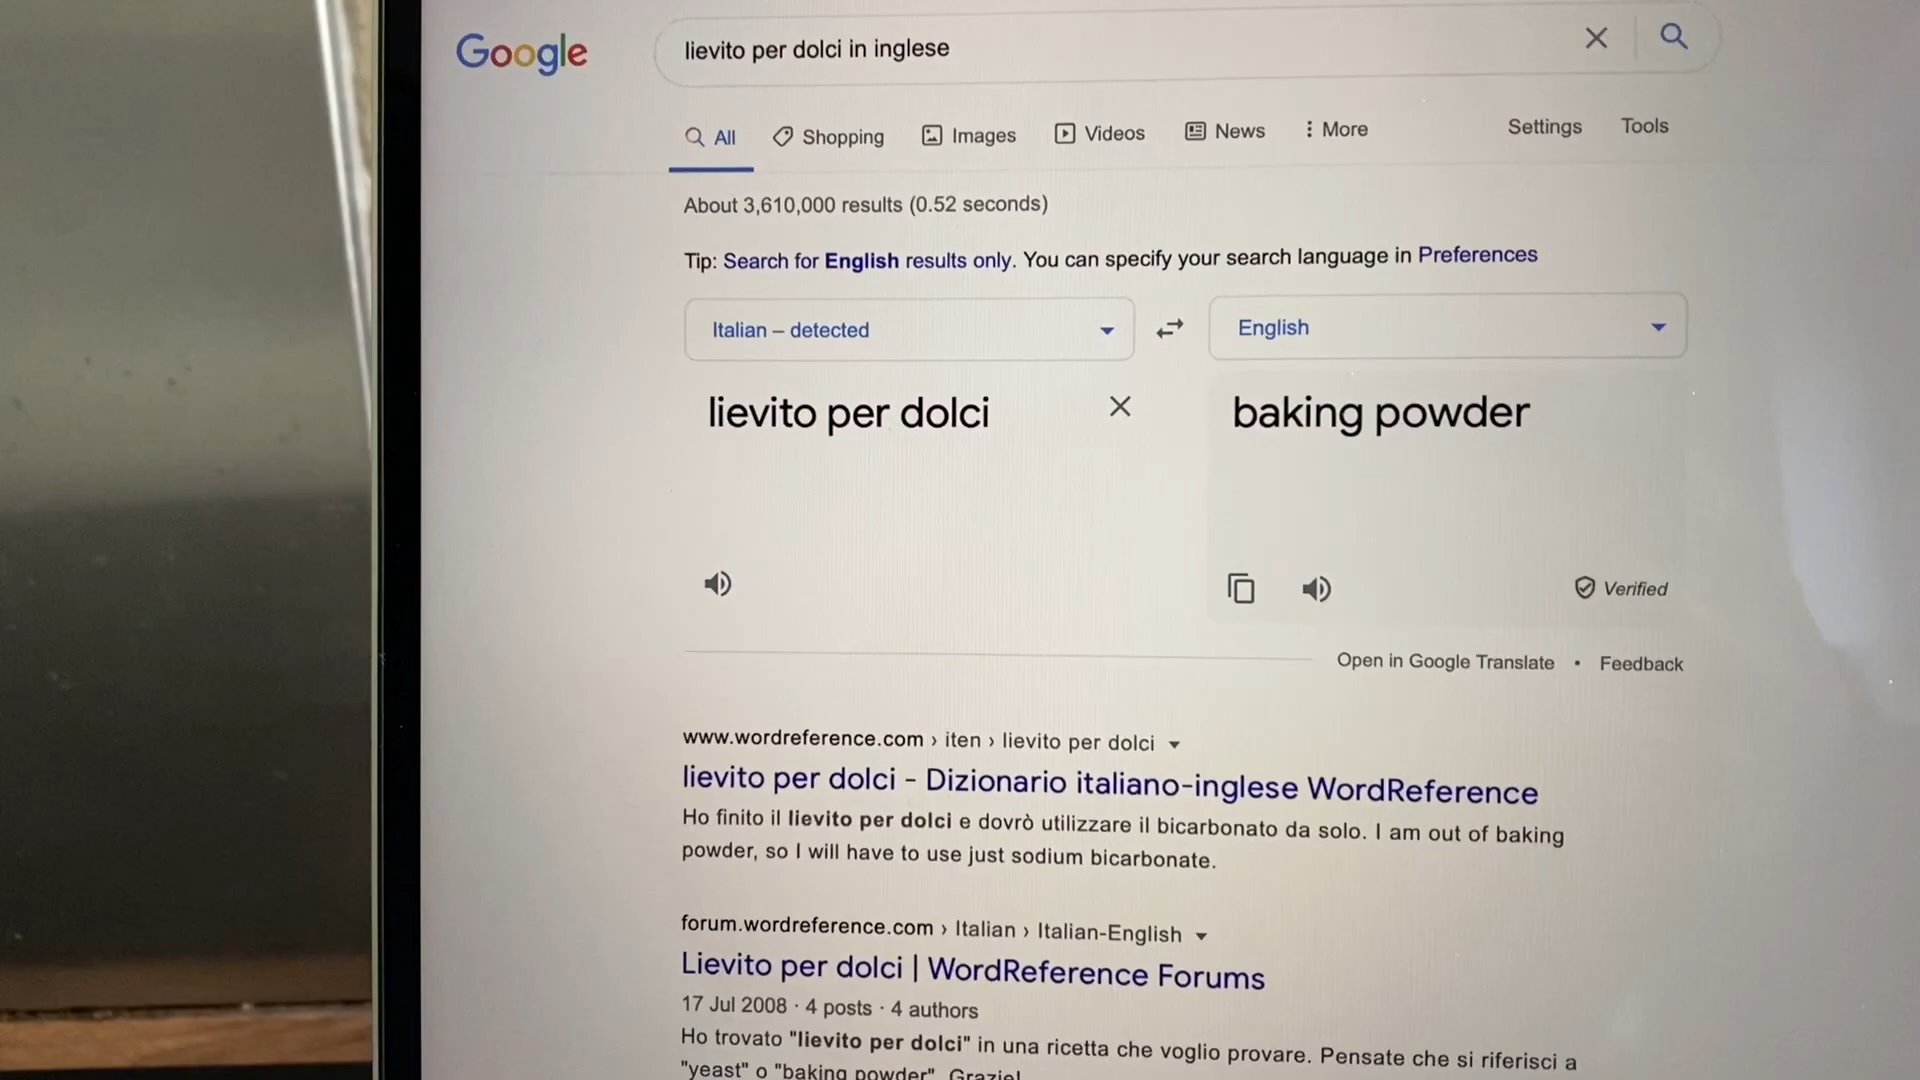 Google
lievito per dolci in inglese
All Shopping Images Videos News More Settings Tools
About 3,610,000 results (0.52 seconds)
Tip: Search for English results only. You can specify your search language in Preferences
Italian – detected English
lievito per dolci baking powder
Verified
Open in Google Translate • Feedback
www.wordreference.com › iten › lievito per dolci
lievito per dolci - Dizionario italiano-inglese WordReference
Ho finito il lievito per dolci e dovrò utilizzare il bicarbonato da solo. I am out of baking
powder, so I will have to use just sodium bicarbonate.
forum.wordreference.com › Italian › Italian-English
Lievito per dolci | WordReference Forums
17 Jul 2008 · 4 posts · 4 authors
Ho trovato "lievito per dolci" in una ricetta che voglio provare. Pensate che si riferisci a
"yeast" o "baking powder". Grazie!